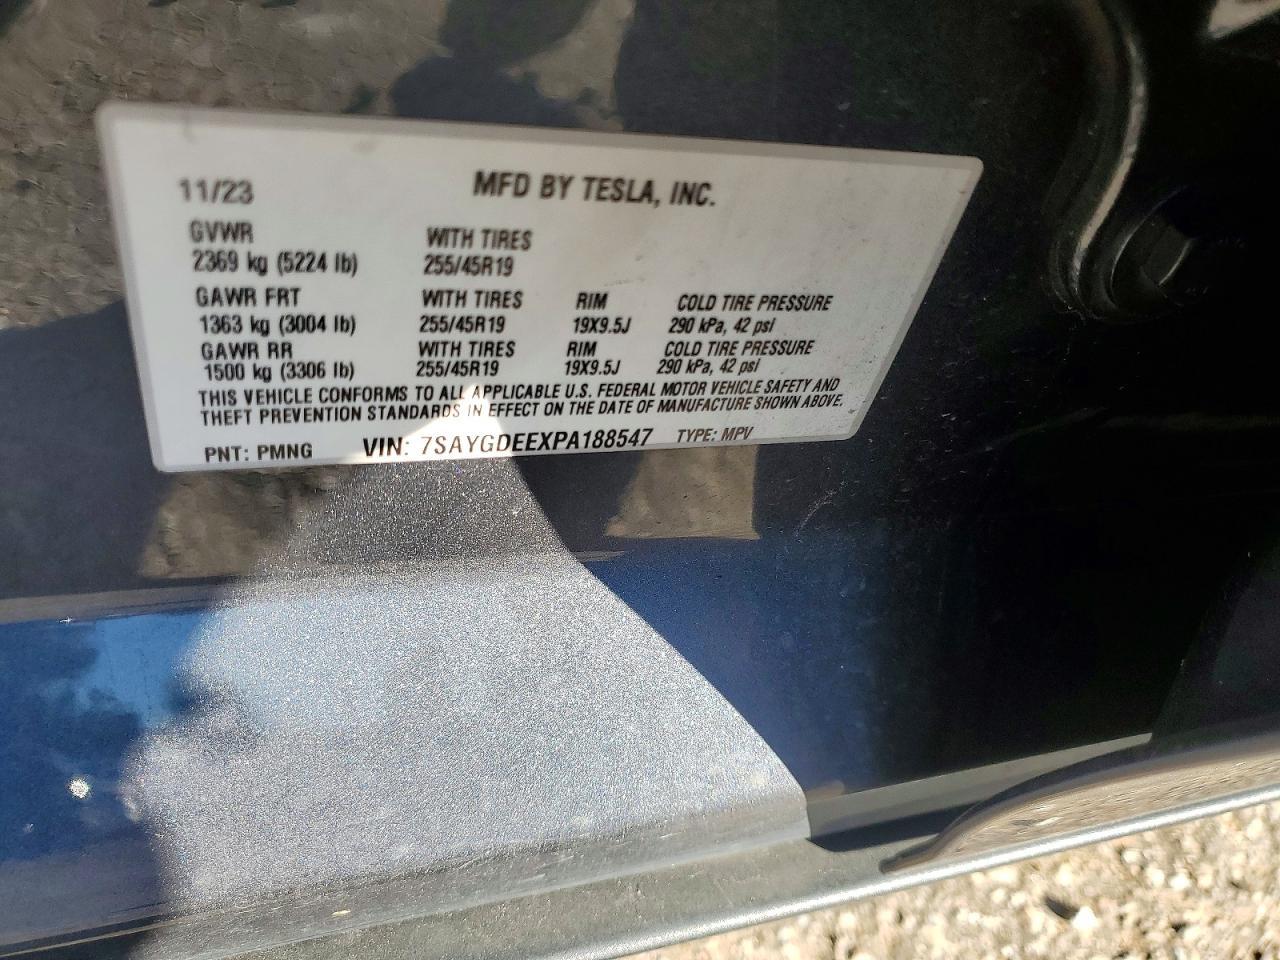 11/23 MFD BY TESLA, INC.
GVWR WITH TIRES
2369 kg (5224 lb) 255/45R19
GAWR FRT WITH TIRES RIM COLD TIRE PRESSURE
1363 kg (3004 lb) 255/45R19 19X9.5J 290 kPa, 42 psi
GAWR RR WITH TIRES RIM COLD TIRE PRESSURE
1500 kg (3306 lb) 255/45R19 19X9.5J 290 kPa, 42 psi
THIS VEHICLE CONFORMS TO ALL APPLICABLE U.S. FEDERAL MOTOR VEHICLE SAFETY AND
THEFT PREVENTION STANDARDS IN EFFECT ON THE DATE OF MANUFACTURE SHOWN ABOVE.
PNT: PMNG VIN: 7SAYGDEEXPA188547 TYPE: MPV